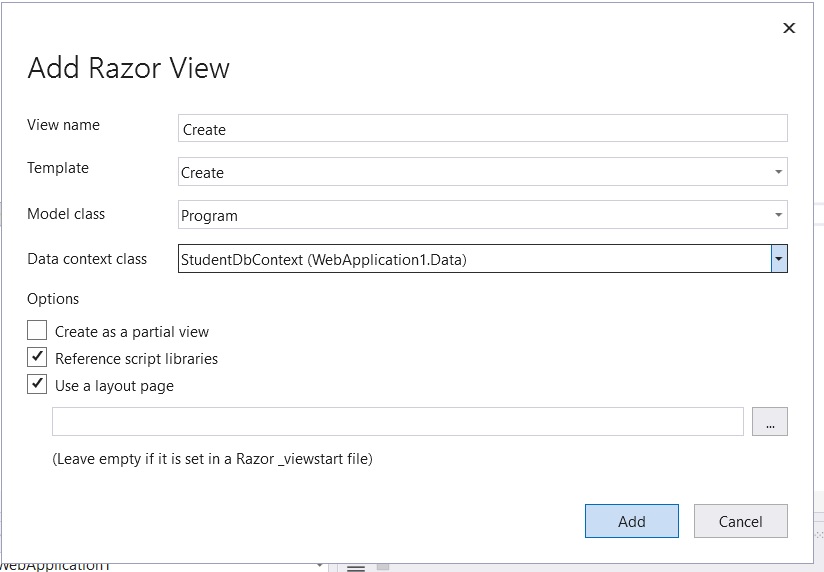 Add Razor View
View name
Create
Template
Create
Model class
Program
Data context class
StudentDbContext (WebApplication1.Data)
Options
Create as a partial view
Reference script libraries
Use a layout page
...
(Leave empty if it is set in a Razor _viewstart file)
Add
Cancel
WebApplication1